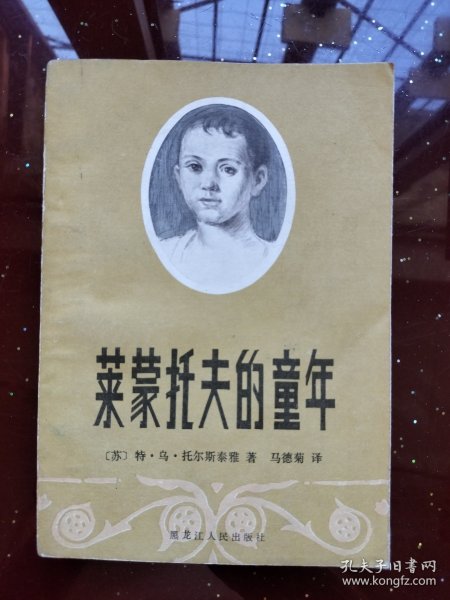 莱蒙托夫的童年
〔苏〕特·乌·托尔斯泰雅 著 马德菊 译
黑龙江人民出版社
孔夫子旧书网
www.kongfz.com